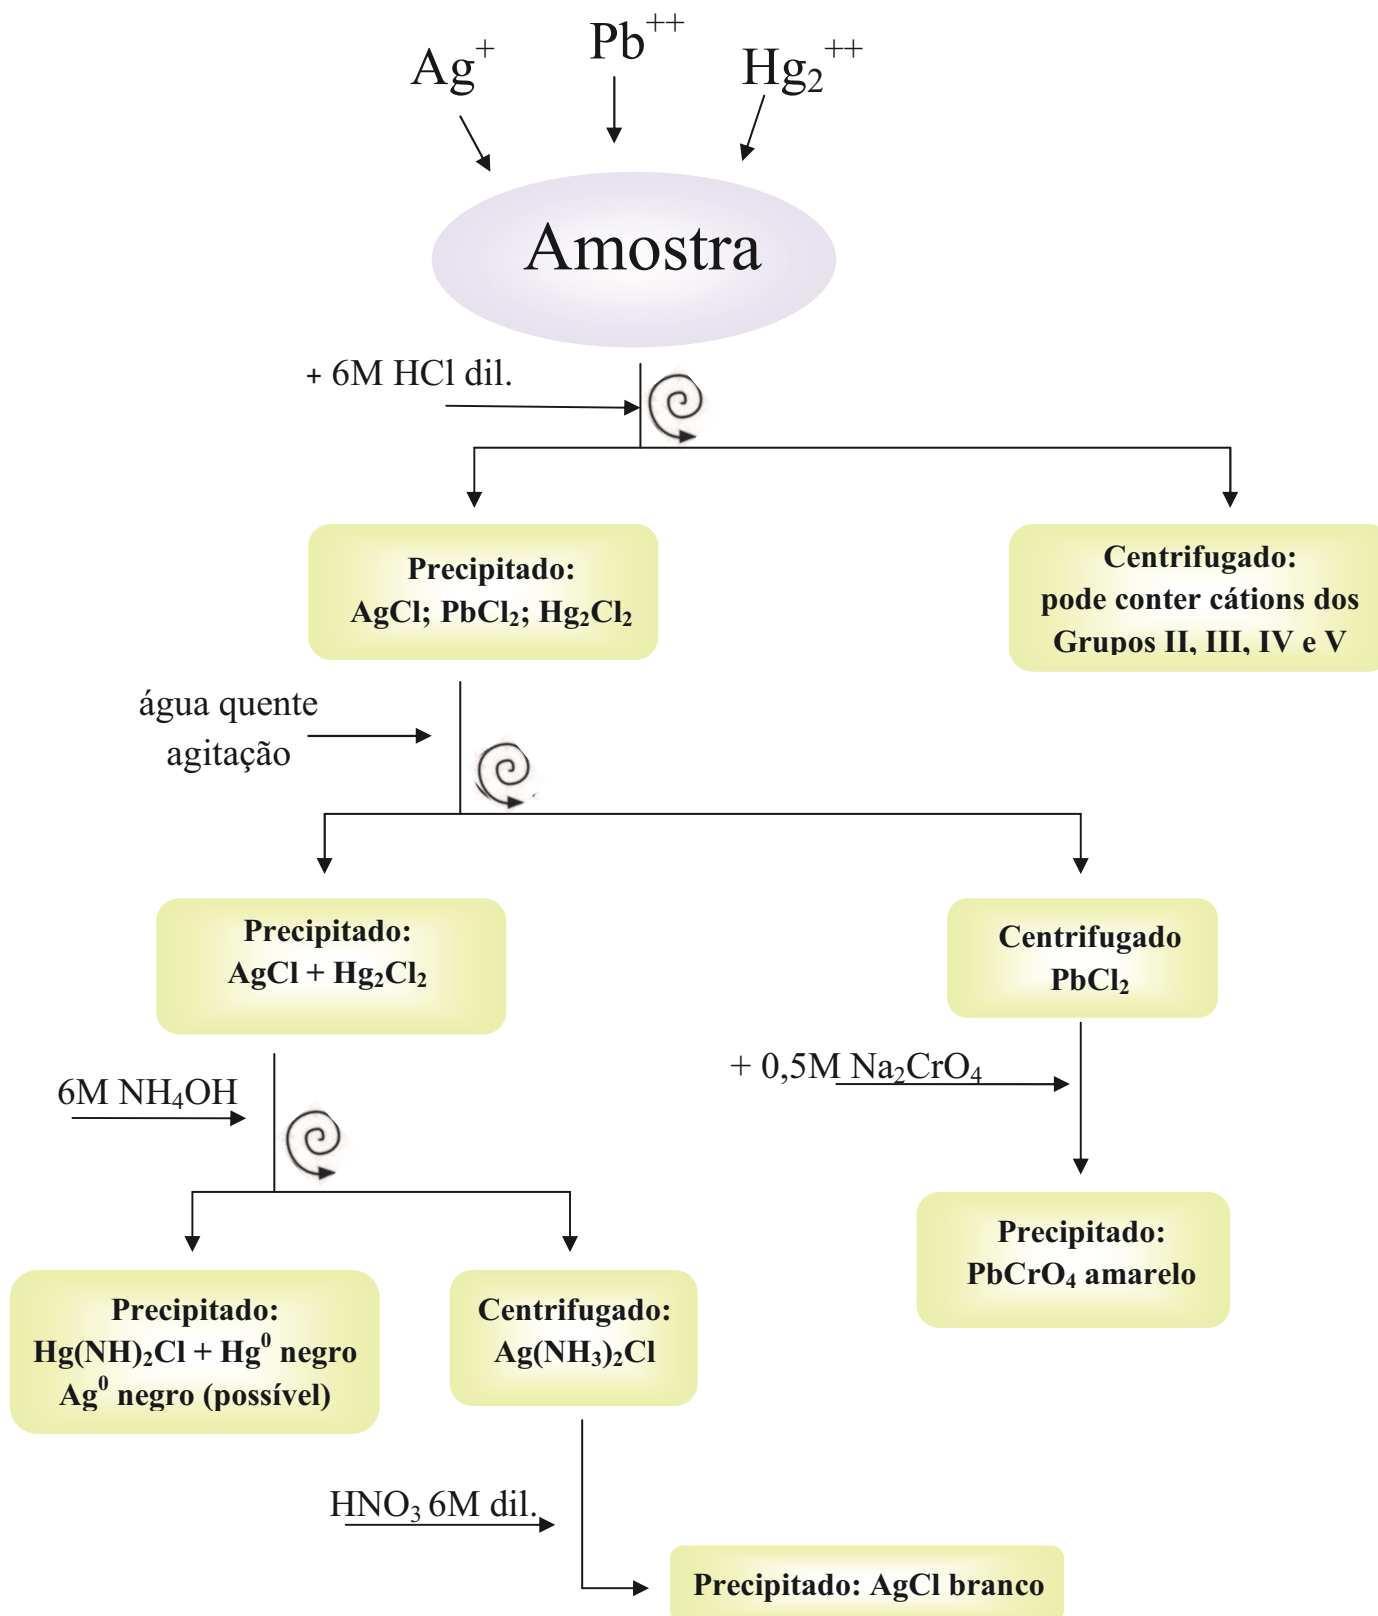 Ag⁺
Pb⁺⁺
Hg₂⁺⁺
Amostra
+ 6M HCl dil.
Precipitado:
AgCl; PbCl₂; Hg₂Cl₂
Centrifugado:
pode conter cátions dos
Grupos II, III, IV e V
água quente
agitação
Precipitado:
AgCl + Hg₂Cl₂
Centrifugado
PbCl₂
6M NH₄OH
+ 0,5M Na₂CrO₄
Precipitado:
PbCrO₄ amarelo
Precipitado:
Hg(NH)₂Cl + Hg⁰ negro
Ag⁰ negro (possível)
Centrifugado:
Ag(NH₃)₂Cl
HNO₃ 6M dil.
Precipitado: AgCl branco